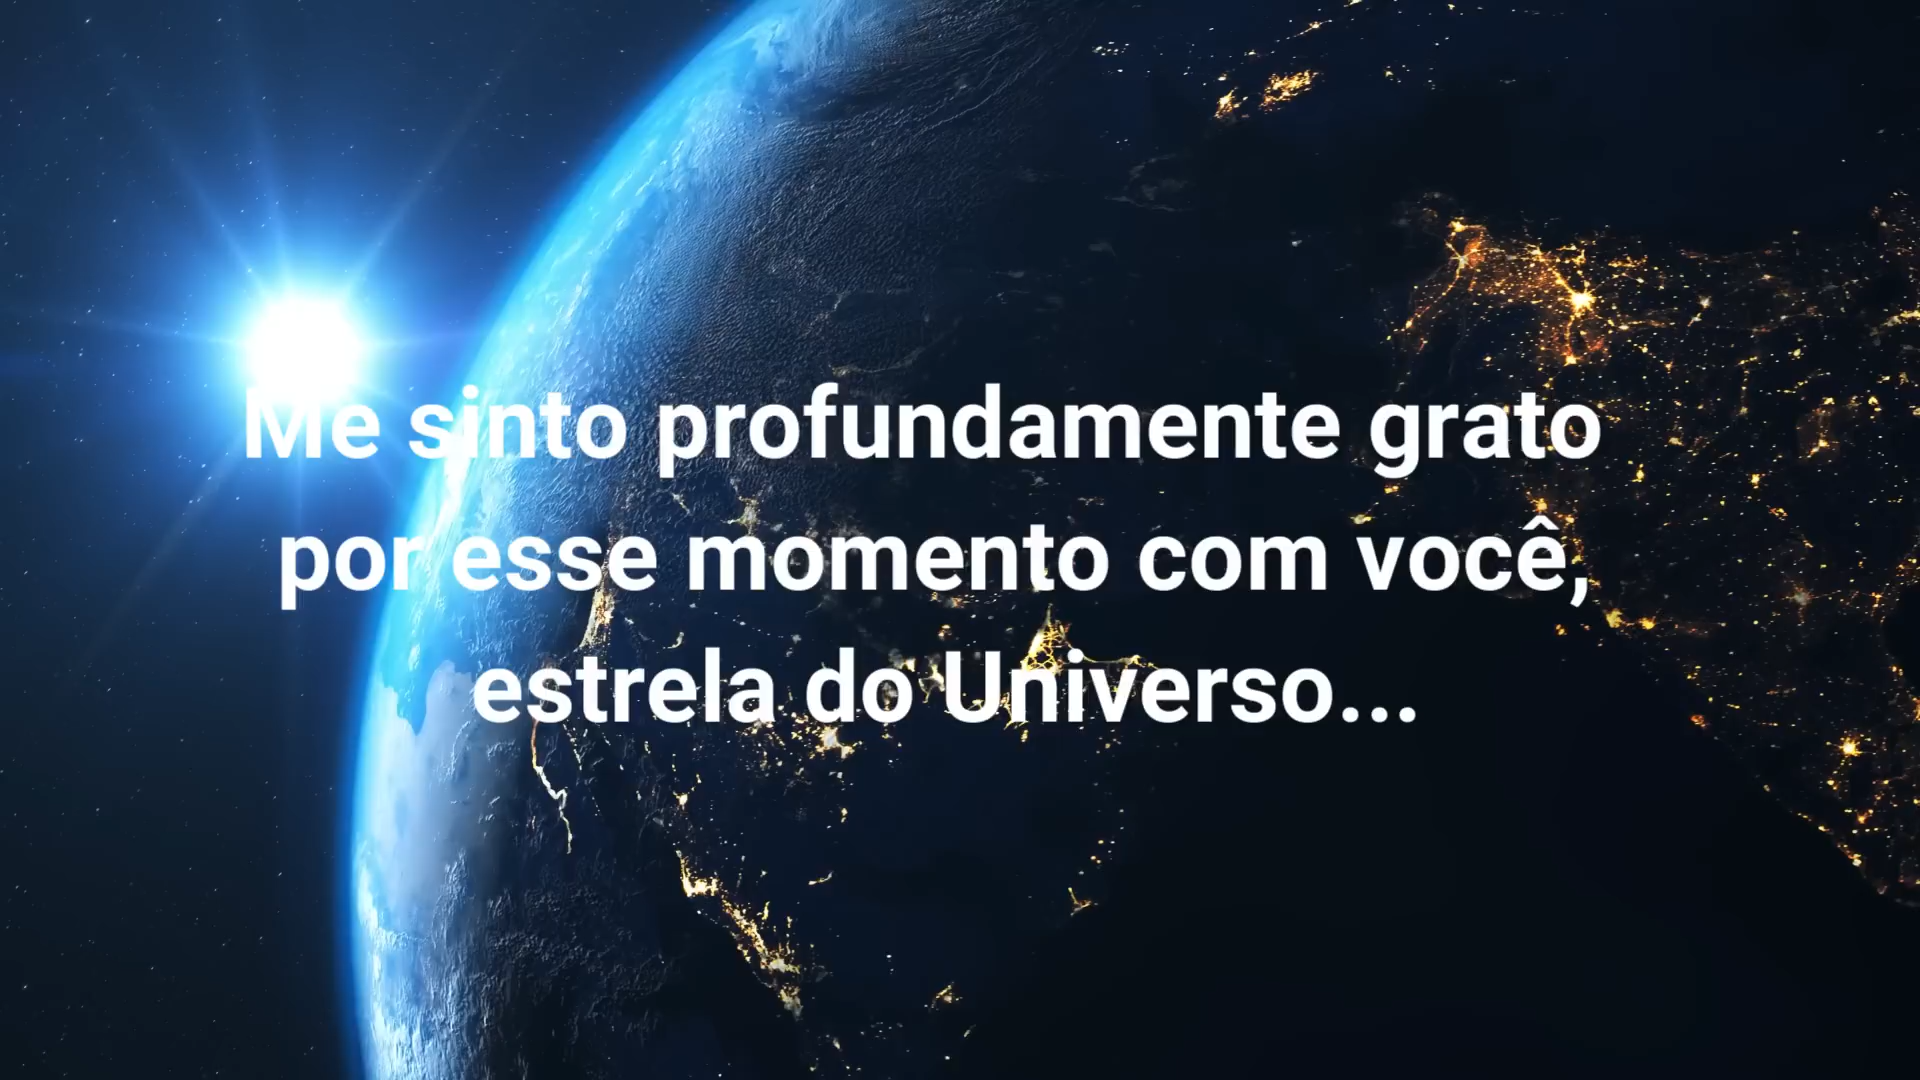 Me sinto profundamente grato
por esse momento com você,
estrela do Universo...